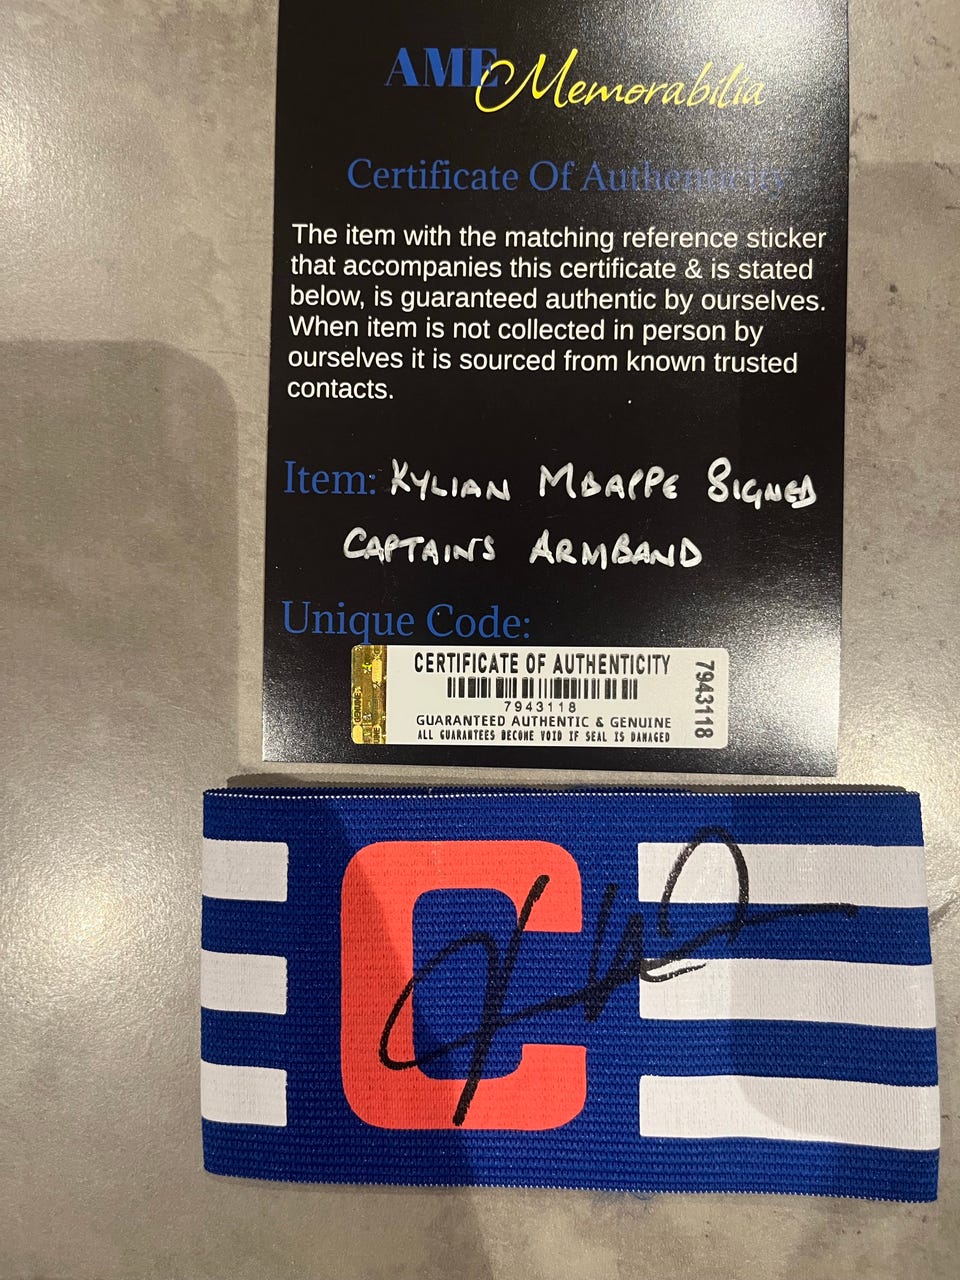 AME Memorabilia
Certificate Of Authenticity
The item with the matching reference sticker
that accompanies this certificate & is stated
below, is guaranteed authentic by ourselves.
When item is not collected in person by
ourselves it is sourced from known trusted
contacts.
Item: KYLIAN MBAPPE SIGNED
CAPTAINS ARMBAND
Unique Code:
CERTIFICATE OF AUTHENTICITY
7943118
GUARANTEED AUTHENTIC & GENUINE
ALL GUARANTEES BECOME VOID IF SEAL IS DAMAGED
7943118
GENUINE
C